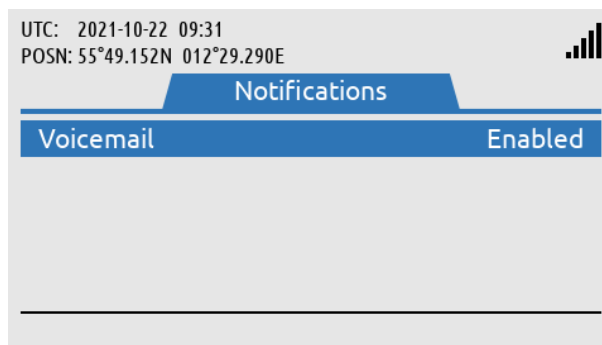 UTC: 2021-10-22 09:31
POSN: 55°49.152N 012°29.290E
Notifications
Voicemail Enabled